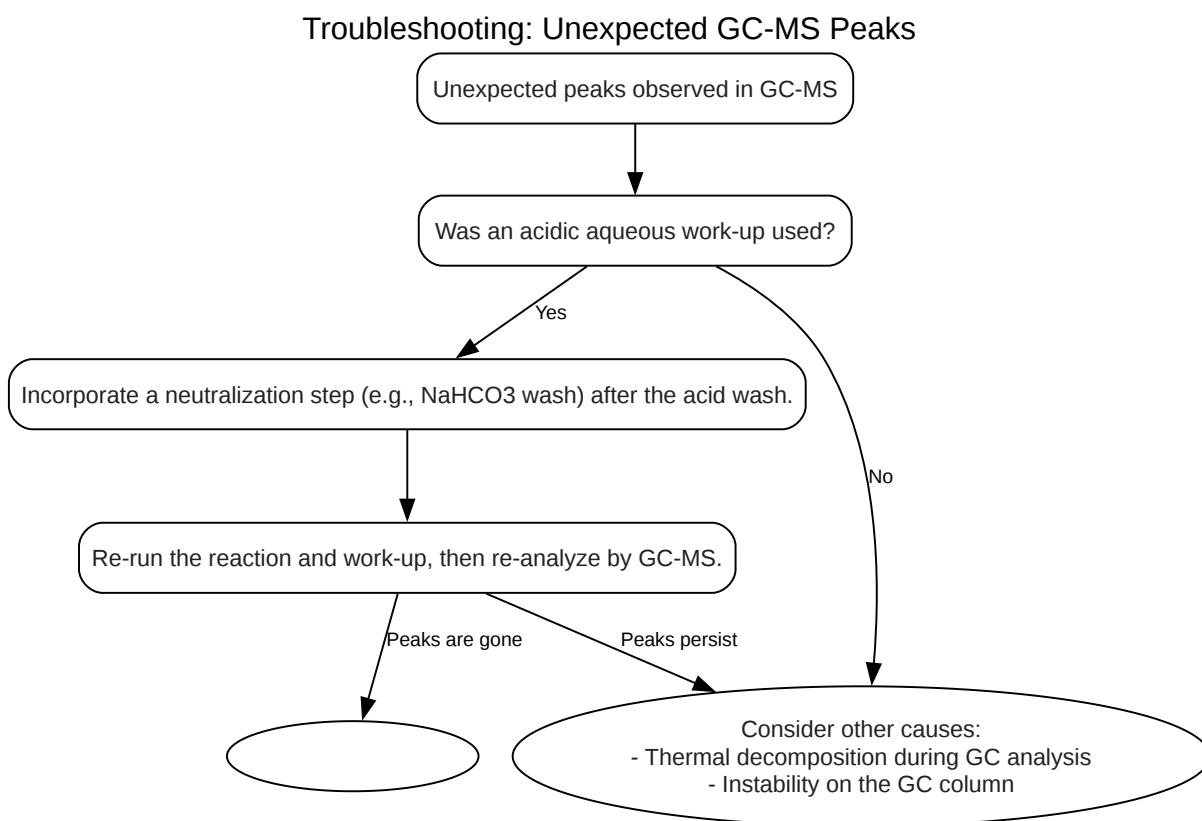 Troubleshooting: Unexpected GC-MS Peaks
Unexpected peaks observed in GC-MS
Was an acidic aqueous work-up used?
Yes
Incorporate a neutralization step (e.g., NaHCO3 wash) after the acid wash.
No
Re-run the reaction and work-up, then re-analyze by GC-MS.
Peaks are gone
Peaks persist
Consider other causes:
- Thermal decomposition during GC analysis
- Instability on the GC column